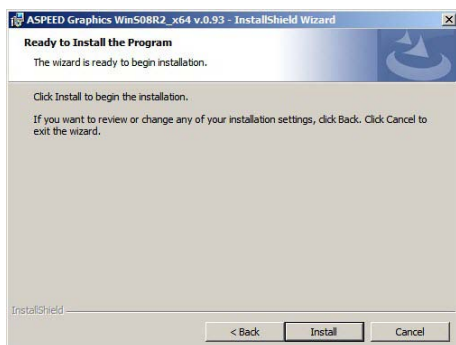 ASPEED Graphics WinS08R2_x64 v.0.93 - InstallShield Wizard
Ready to Install the Program
The wizard is ready to begin installation.
Click Install to begin the installation.
If you want to review or change any of your installation settings, click Back. Click Cancel to
exit the wizard.
InstallShield
< Back Install Cancel